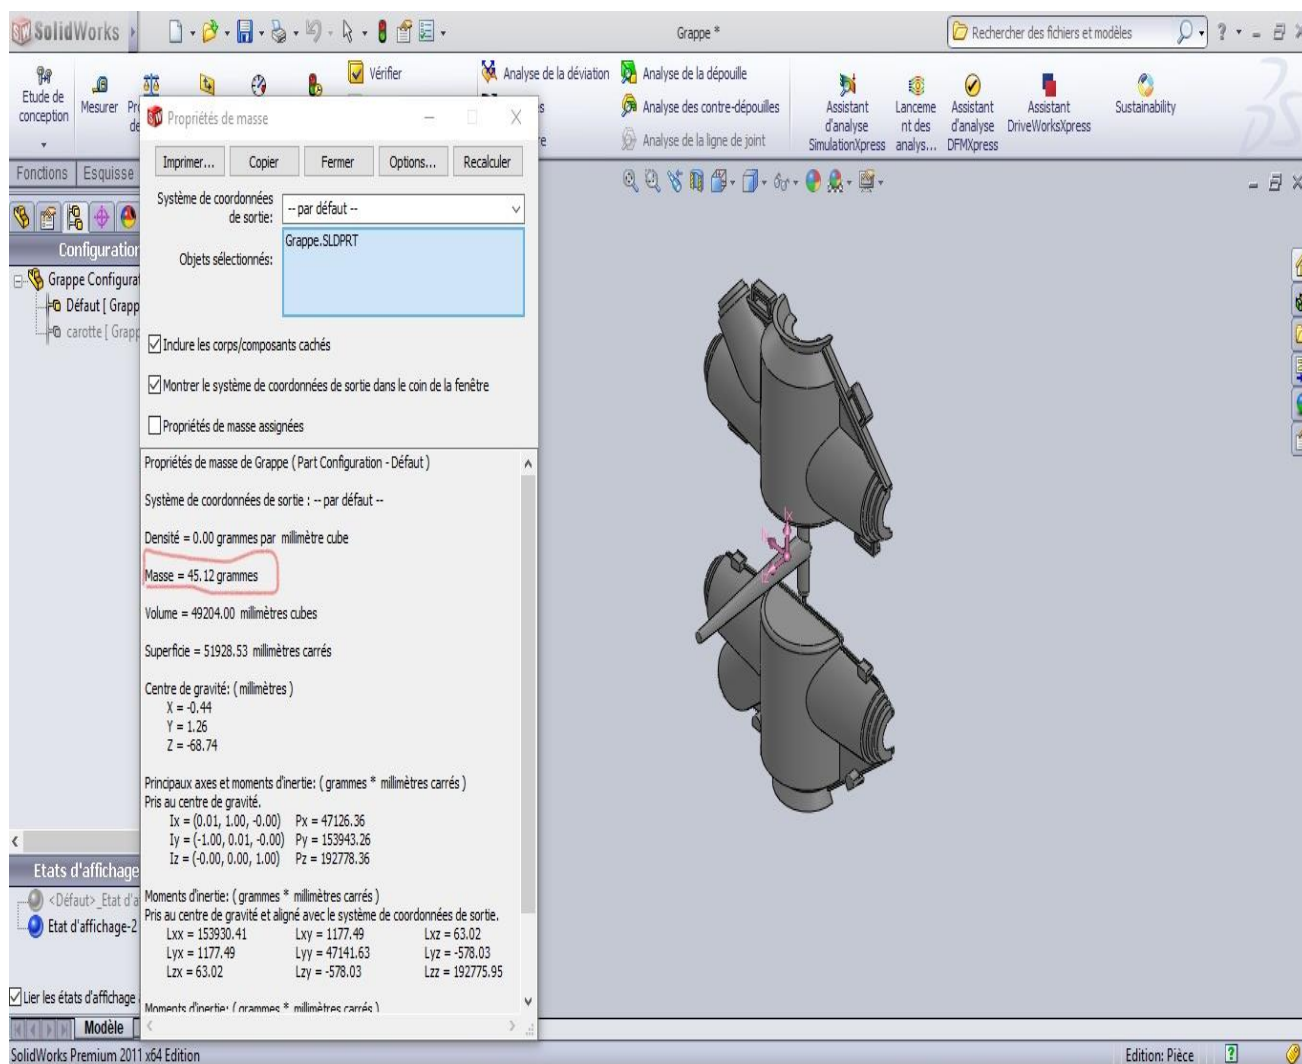 SolidWorks
Grappe *
Rechercher des fichiers et modèles
Etude de
conception
Mesurer
Vérifier
Analyse de la déviation
Analyse de la dépouille
Analyse des contre-dépouilles
Analyse de la ligne de joint
Assistant
d'analyse
SimulationXpress
Lanceme
nt des
analys...
Assistant
d'analyse
DFMXpress
Assistant
DriveWorksXpress
Sustainability
Fonctions Esquisse
Propriétés de masse
Imprimer... Copier Fermer Options... Recalculer
Système de coordonnées
de sortie:
-- par défaut --
Objets sélectionnés:
Grappe.SLDPRT
Inclure les corps/composants cachés
Montrer le système de coordonnées de sortie dans le coin de la fenêtre
Propriétés de masse assignées
Configuration
Grappe Configurat
Défaut [ Grapp
carotte [ Grapp
Propriétés de masse de Grappe ( Part Configuration - Défaut )
Système de coordonnées de sortie : -- par défaut --
Densité = 0.00 grammes par millimètre cube
Masse = 45.12 grammes
Volume = 49204.00 millimètres cubes
Superficie = 51928.53 millimètres carrés
Centre de gravité: ( millimètres )
X = -0.44
Y = 1.26
Z = -68.74
Principaux axes et moments d'inertie: ( grammes * millimètres carrés )
Pris au centre de gravité.
Ix = (0.01, 1.00, -0.00) Px = 47126.36
Iy = (-1.00, 0.01, -0.00) Py = 153943.26
Iz = (-0.00, 0.00, 1.00) Pz = 192778.36
Moments d'inertie: ( grammes * millimètres carrés )
Pris au centre de gravité et aligné avec le système de coordonnées de sortie.
Lxx = 153930.41 Lxy = 1177.49 Lxz = 63.02
Lyx = 1177.49 Lyy = 47141.63 Lyz = -578.03
Lzx = 63.02 Lzy = -578.03 Lzz = 192775.95
Moments d'inertie: ( grammes * millimètres carrés )
Etats d'affichage
<Défaut>_Etat d'a
Etat d'affichage-2
Lier les états d'affichage
Modèle
SolidWorks Premium 2011 x64 Edition
Edition: Pièce